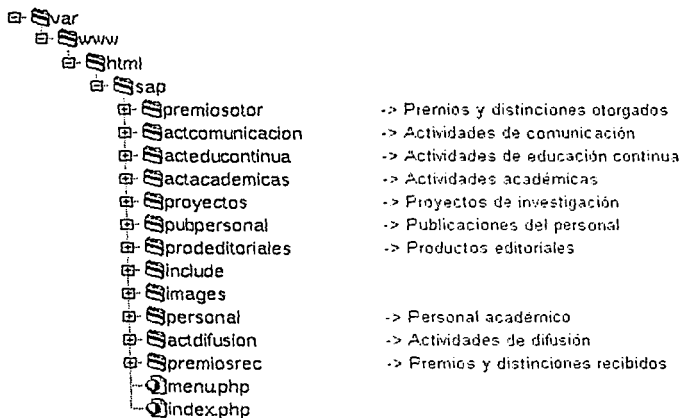 var
www
html
sap
premiosotor -> Premios y distinciones otorgados
actcomunicacion -> Actividades de comunicación
acteducontinua -> Actividades de educación continua
actacademicas -> Actividades académicas
proyectos -> Proyectos de investigación
pubpersonal -> Publicaciones del personal
prodeditoriales -> Productos editoriales
include
images
personal -> Personal académico
actdifusion -> Actividades de difusión
premiosrec -> Premios y distinciones recibidos
menu.php
index.php